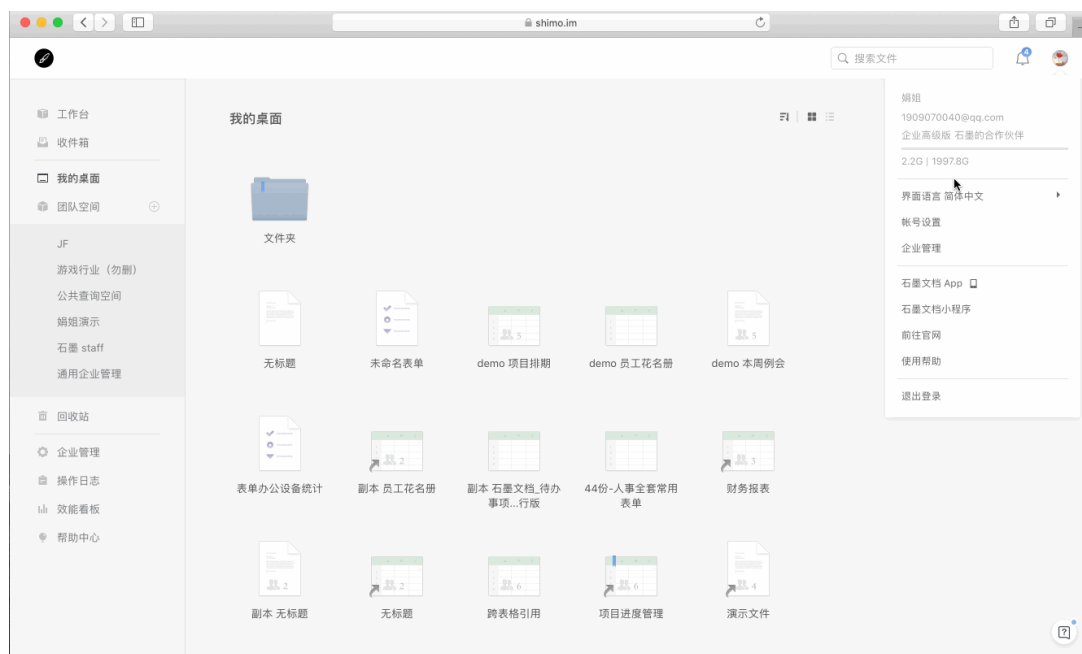 shimo.im
搜索文件
4
工作台
收件箱
我的桌面
团队空间
JF
游戏行业（勿删）
公共查询空间
娟姐演示
石墨 staff
通用企业管理
回收站
企业管理
操作日志
效能看板
帮助中心
我的桌面
文件夹
无标题
未命名表单
5
demo 项目排期
demo 员工花名册
5
demo 本周例会
表单办公设备统计
2
副本 员工花名册
副本 石墨文档_待办
事项...行版
44份-人事全套常用
表单
3
财务报表
2
副本 无标题
2
无标题
6
跨表格引用
6
项目进度管理
4
演示文件
娟姐
1909070040@qq.com
企业高级版 石墨的合作伙伴
2.2G | 1997.8G
界面语言 简体中文
帐号设置
企业管理
石墨文档 App
石墨文档小程序
前往官网
使用帮助
退出登录
?